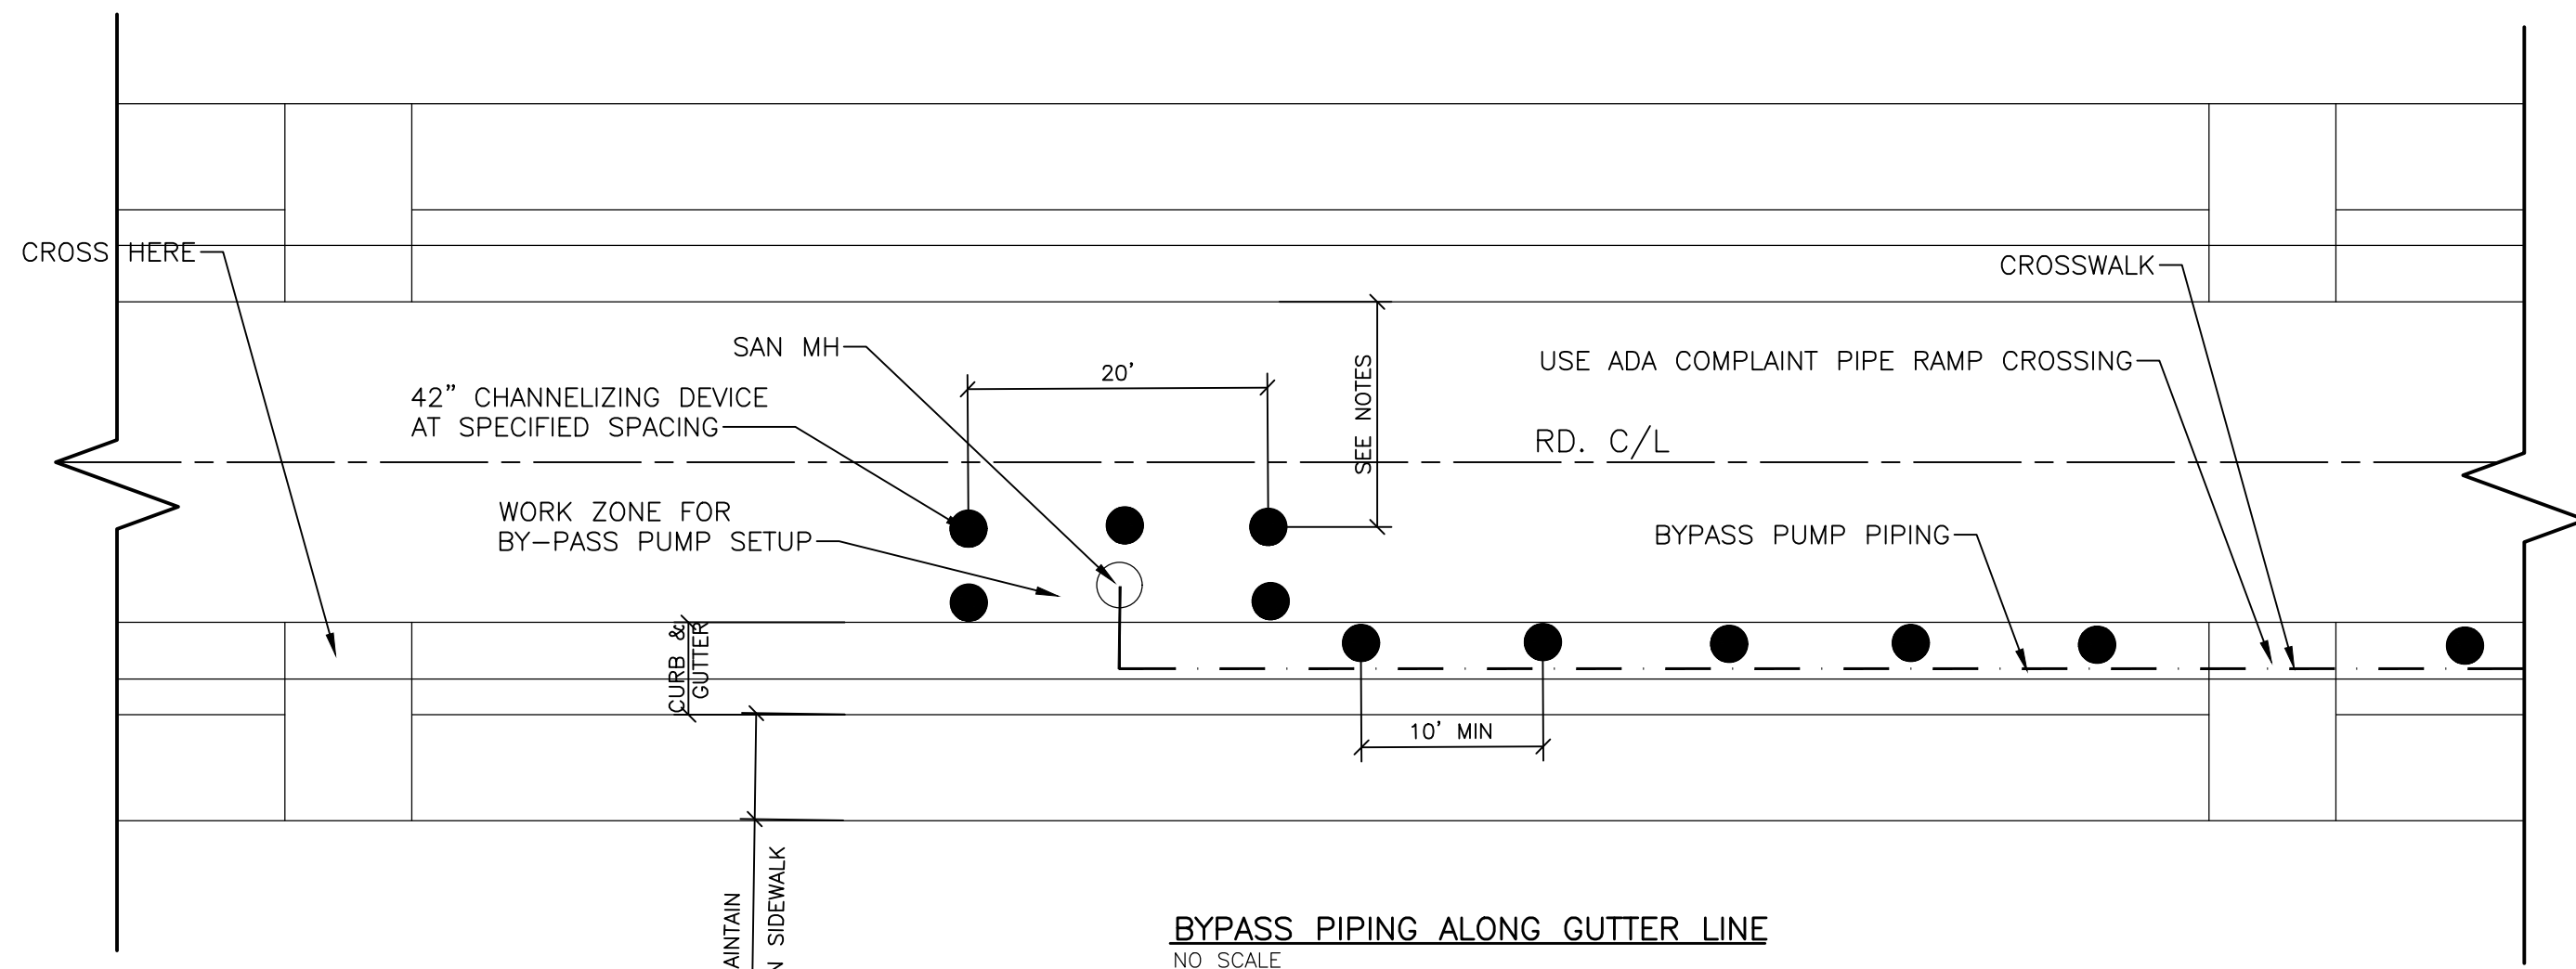 CROSS HERE
CROSSWALK
SAN MH
20'
USE ADA COMPLAINT PIPE RAMP CROSSING
42" CHANNELIZING DEVICE
AT SPECIFIED SPACING
SEE NOTES
RD. C/L
WORK ZONE FOR
BY-PASS PUMP SETUP
BYPASS PUMP PIPING
CURB &
GUTTER
10' MIN
AINTAIN
N SIDEWALK
BYPASS PIPING ALONG GUTTER LINE
NO SCALE